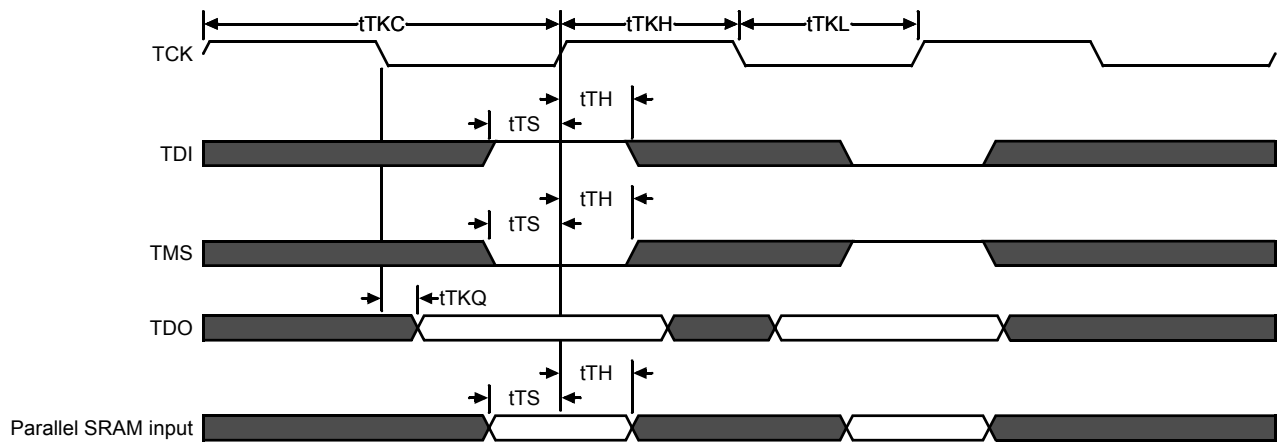 tTKC tTKH tTKL
TCK
tTH
tTS
TDI
tTH
tTS
TMS
tTKQ
TDO
tTH
tTS
Parallel SRAM input